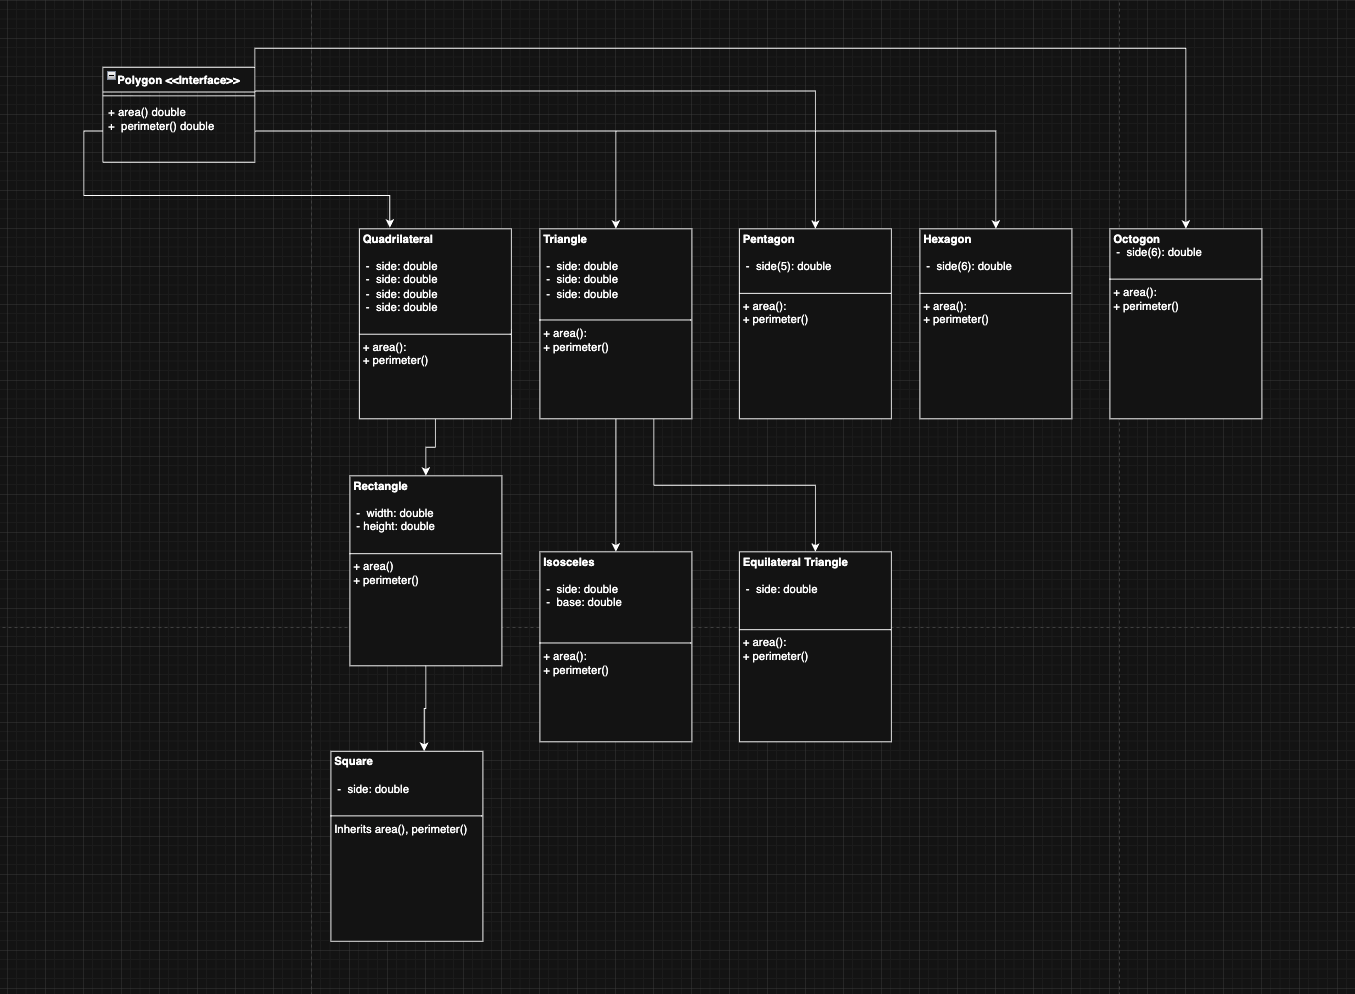 Polygon <<Interface>>
+ area() double
+ perimeter() double
Quadrilateral
- side: double
- side: double
- side: double
- side: double
+ area():
+ perimeter()
Triangle
- side: double
- side: double
- side: double
+ area():
+ perimeter()
Pentagon
- side(5): double
+ area():
+ perimeter()
Hexagon
- side(6): double
+ area():
+ perimeter()
Octogon
- side(6): double
+ area():
+ perimeter()
Rectangle
- width: double
- height: double
+ area()
+ perimeter()
Isosceles
- side: double
- base: double
+ area():
+ perimeter()
Equilateral Triangle
- side: double
+ area():
+ perimeter()
Square
- side: double
Inherits area(), perimeter()